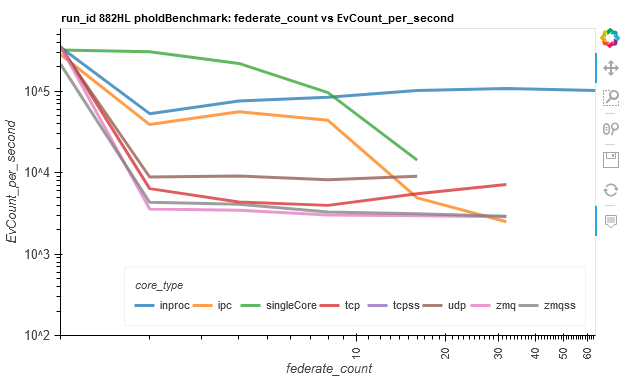 run_id 882HL pholdBenchmark: federate_count vs EvCount_per_second
EvCount_per_second
10^5
10^4
10^3
10^2
core_type
inproc ipc singleCore tcp tcpss udp zmq zmqss
10 20 30 40 50 60
federate_count